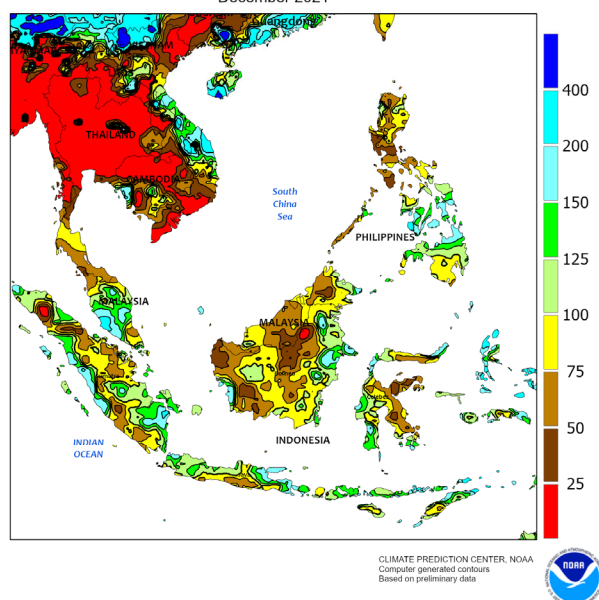 Guangdong
THAILAND
CAMBODIA
South
China
Sea
PHILIPPINES
MALAYSIA
MALAYSIA
INDONESIA
INDIAN
OCEAN
400
200
150
125
100
75
50
25
CLIMATE PREDICTION CENTER, NOAA
Computer generated contours
Based on preliminary data
NOAA